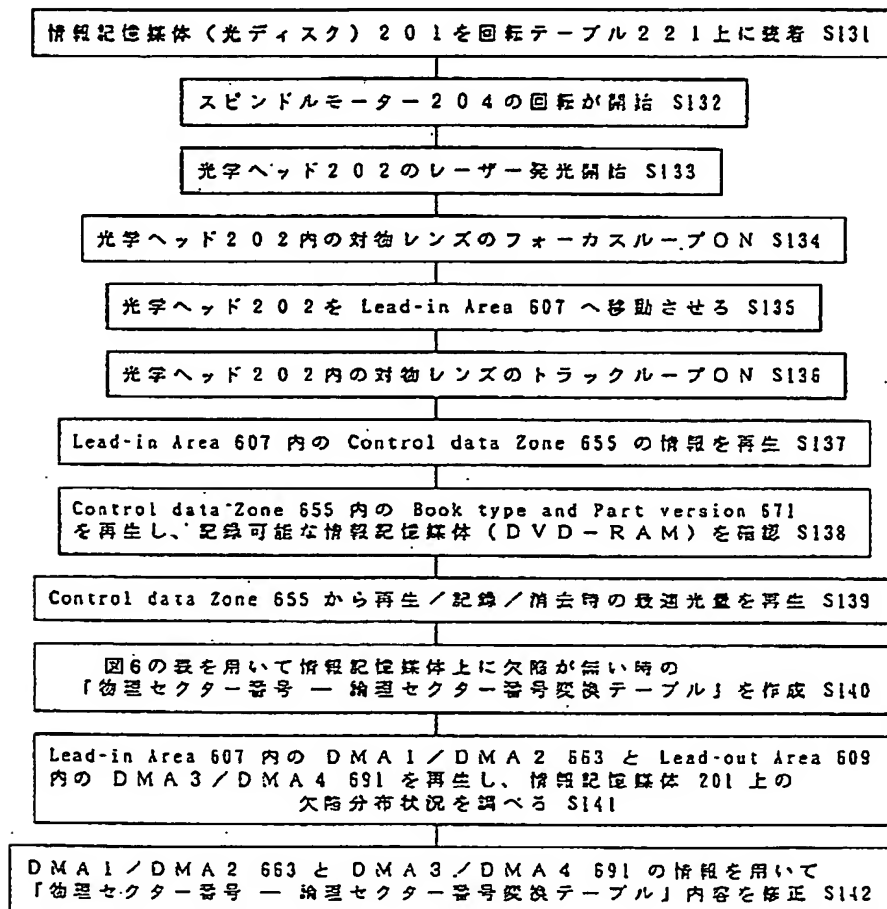 情報記憶媒体(光ディスク)201を回転テーブル221上に装着 S131
スピンドルモーター204の回転が開始 S132
光学ヘッド202のレーザー発光開始 S133
光学ヘッド202内の対物レンズのフォーカスループON S134
光学ヘッド202を Lead-in Area 607 へ移動させる S135
光学ヘッド202内の対物レンズのトラックループON S136
Lead-in Area 607 内の Control data Zone 655 の情報を再生 S137
Control data Zone 655 内の Book type and Part version 671
を再生し、記録可能な情報記憶媒体(DVD-RAM)を確認 S138
Control data Zone 655 から再生/記録/消去時の最適光量を再生 S139
図6の表を用いて情報記憶媒体上に欠陥が無い時の
「物理セクター番号 ― 論理セクター番号変換テーブル」を作成 S140
Lead-in Area 607 内の DMA1/DMA2 663 と Lead-out Area 609
内の DMA3/DMA4 691 を再生し、情報記憶媒体 201 上の
欠陥分布状況を調べる S141
DMA1/DMA2 663 と DMA3/DMA4 691 の情報を用いて
「物理セクター番号 ― 論理セクター番号変換テーブル」内容を修正 S142